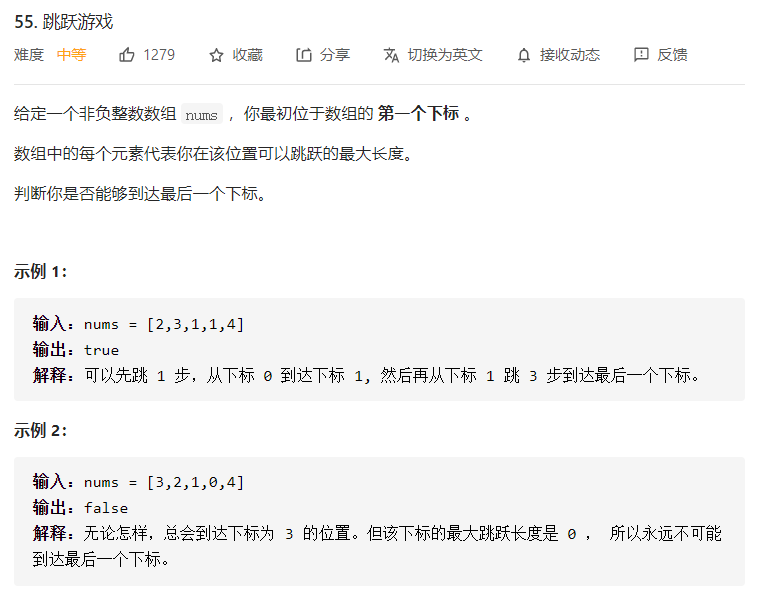 55. 跳跃游戏
难度 中等 1279 收藏 分享 切换为英文 接收动态 反馈
给定一个非负整数数组 nums ，你最初位于数组的 第一个下标 。
数组中的每个元素代表你在该位置可以跳跃的最大长度。
判断你是否能够到达最后一个下标。
示例 1：
输入：nums = [2,3,1,1,4]
输出：true
解释：可以先跳 1 步，从下标 0 到达下标 1, 然后再从下标 1 跳 3 步到达最后一个下标。
示例 2：
输入：nums = [3,2,1,0,4]
输出：false
解释：无论怎样，总会到达下标为 3 的位置。但该下标的最大跳跃长度是 0 ， 所以永远不可能
到达最后一个下标。